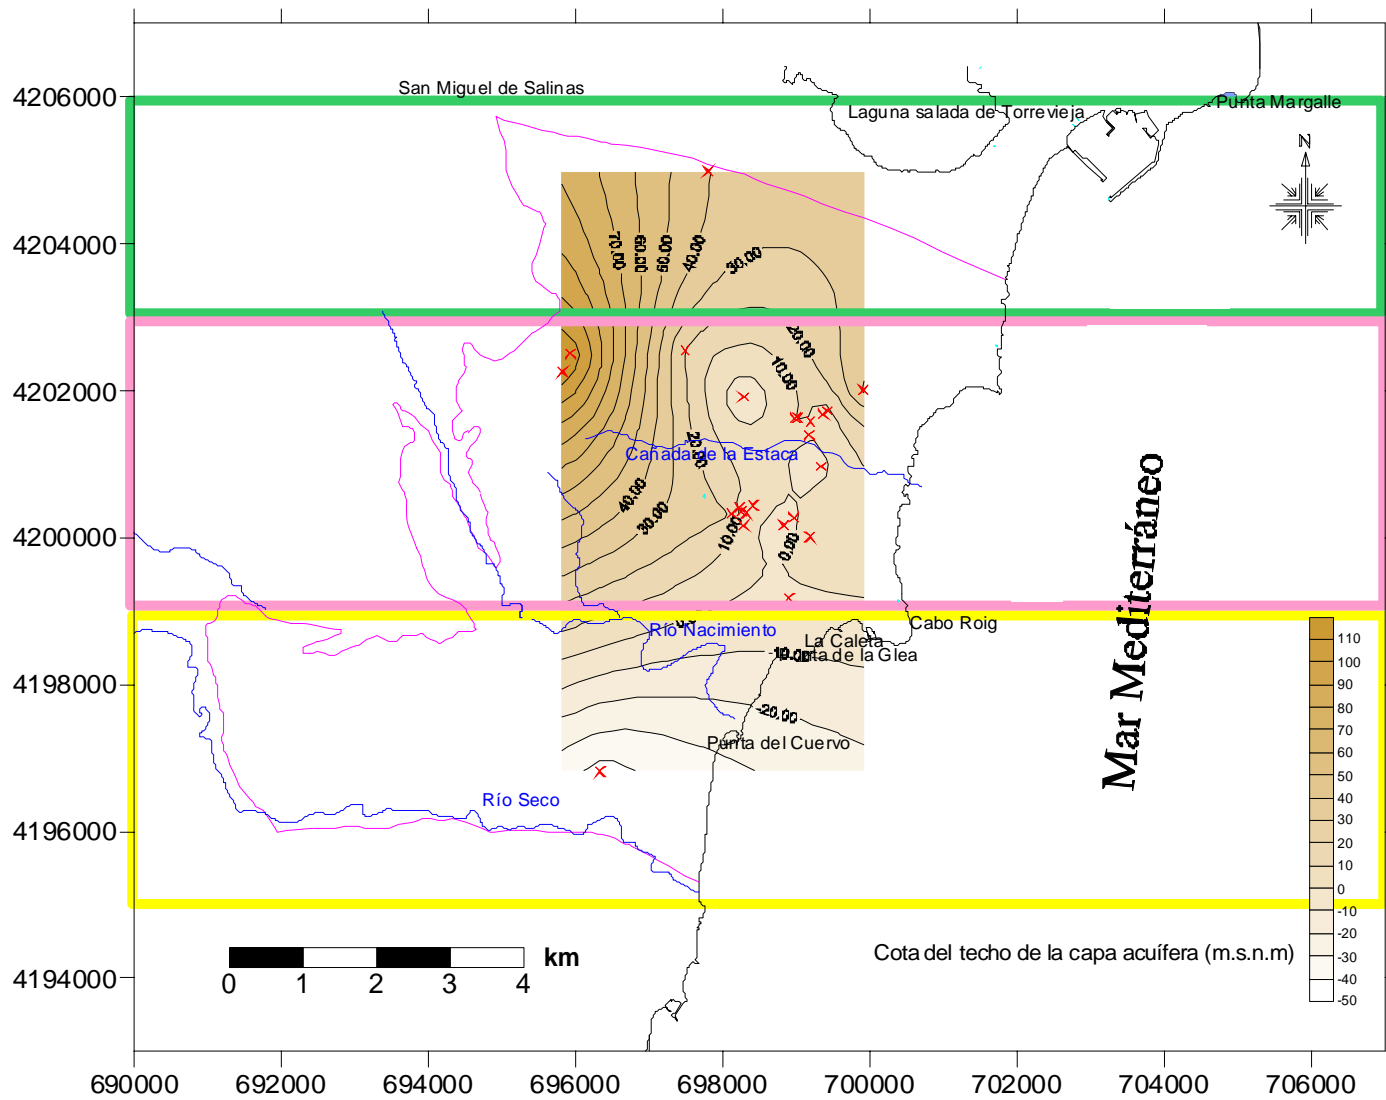 4206000
4204000
4202000
4200000
4198000
4196000
4194000
San Miguel de Salinas
Laguna salada de Torrevieja
Punta Margalle
N
70.00
60.00
50.00
40.00
30.00
20.00
10.00
20.00
Cañada de la Estaca
40.00
30.00
10.00
0.00
Mar Mediterráneo
Río Nacimiento
Cabo Roig
La Caleta
-10.00
de la Glea
-20.00
Punta del Cuervo
Río Seco
110
100
90
80
70
60
50
40
30
20
10
0
-10
-20
-30
-40
-50
Cota del techo de la capa acuífera (m.s.n.m)
km
0 1 2 3 4
690000 692000 694000 696000 698000 700000 702000 704000 706000